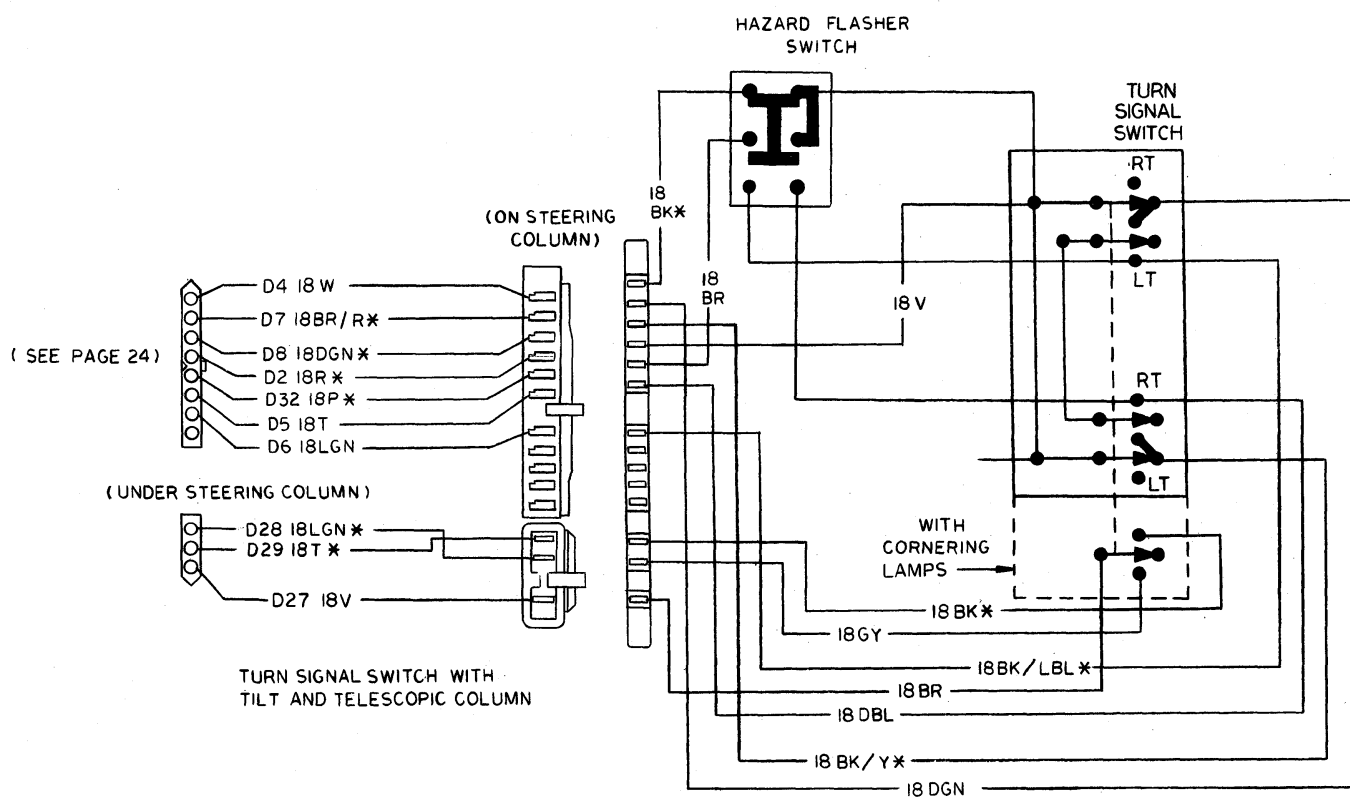 HAZARD FLASHER
SWITCH
TURN
SIGNAL
SWITCH
RT
LT
RT
LT
18
BK*
18
BR
18V
(ON STEERING
COLUMN)
D4 18 W
D7 18BR/R*
D8 18DGN*
D2 18R*
D32 18P*
D5 18T
D6 18LGN
( SEE PAGE 24)
(UNDER STEERING COLUMN)
D28 18LGN*
D29 18T*
D27 18V
WITH
CORNERING
LAMPS
18BK*
18GY
18BK/LBL*
18BR
18DBL
18BK/Y*
18DGN
TURN SIGNAL SWITCH WITH
TILT AND TELESCOPIC COLUMN